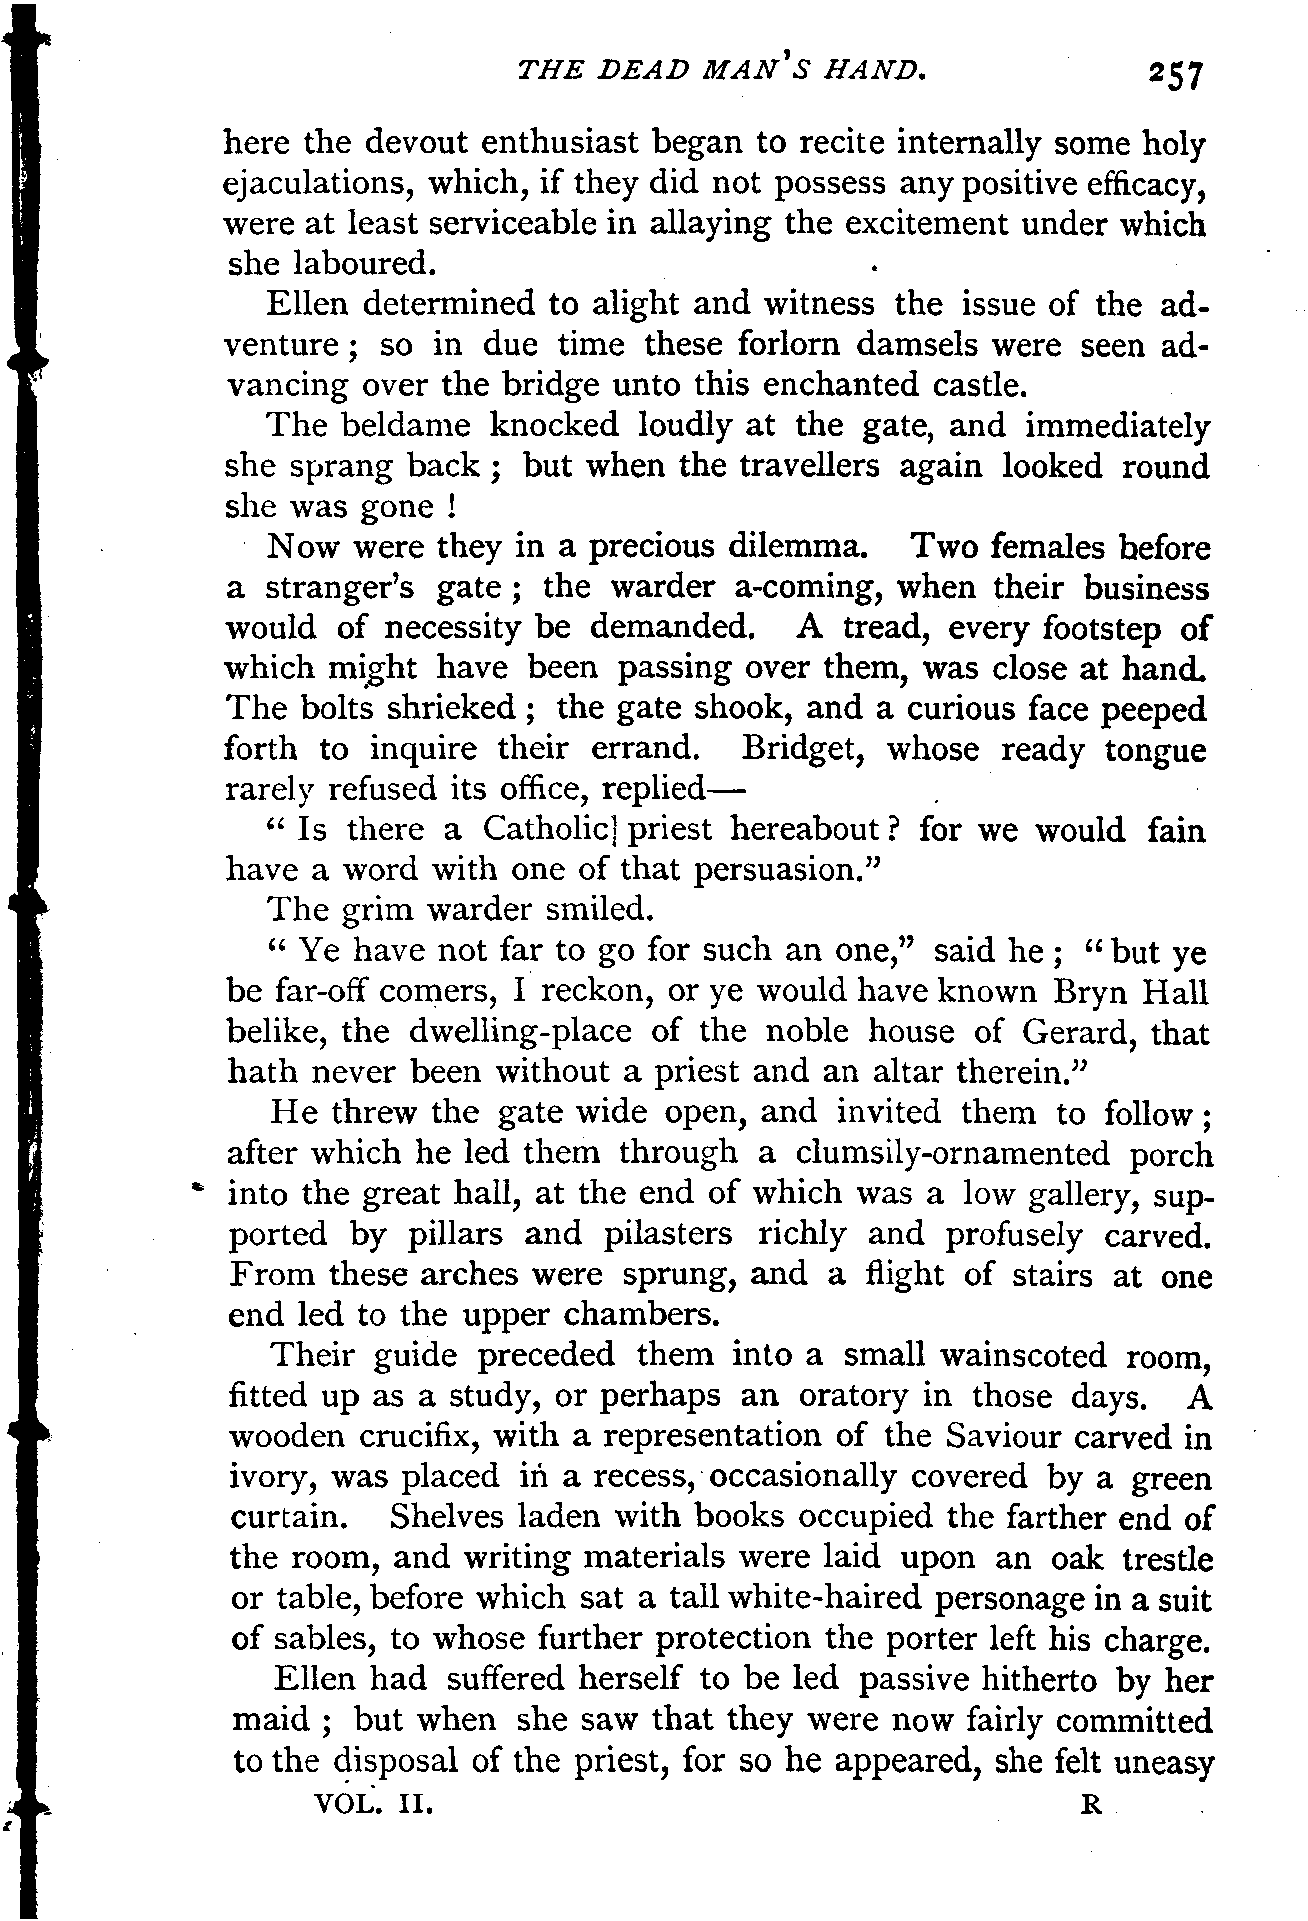 THE DEAD MAN'S HAND. 257
here the devout enthusiast began to recite internally some holy
ejaculations, which, if they did not possess any positive efficacy,
were at least serviceable in allaying the excitement under which
she laboured.
Ellen determined to alight and witness the issue of the ad-
venture ; so in due time these forlorn damsels were seen ad-
vancing over the bridge unto this enchanted castle.
The beldame knocked loudly at the gate, and immediately
she sprang back ; but when the travellers again looked round
she was gone !
Now were they in a precious dilemma. Two females before
a stranger's gate ; the warder a-coming, when their business
would of necessity be demanded. A tread, every footstep of
which might have been passing over them, was close at hand.
The bolts shrieked ; the gate shook, and a curious face peeped
forth to inquire their errand. Bridget, whose ready tongue
rarely refused its office, replied—
“ Is there a Catholic] priest hereabout ? for we would fain
have a word with one of that persuasion.”
The grim warder smiled.
“ Ye have not far to go for such an one,” said he ; “ but ye
be far-off comers, I reckon, or ye would have known Bryn Hall
belike, the dwelling-place of the noble house of Gerard, that
hath never been without a priest and an altar therein.”
He threw the gate wide open, and invited them to follow ;
after which he led them through a clumsily-ornamented porch
into the great hall, at the end of which was a low gallery, sup-
ported by pillars and pilasters richly and profusely carved.
From these arches were sprung, and a flight of stairs at one
end led to the upper chambers.
Their guide preceded them into a small wainscoted room,
fitted up as a study, or perhaps an oratory in those days. A
wooden crucifix, with a representation of the Saviour carved in
ivory, was placed in a recess, occasionally covered by a green
curtain. Shelves laden with books occupied the farther end of
the room, and writing materials were laid upon an oak trestle
or table, before which sat a tall white-haired personage in a suit
of sables, to whose further protection the porter left his charge.
Ellen had suffered herself to be led passive hitherto by her
maid ; but when she saw that they were now fairly committed
to the disposal of the priest, for so he appeared, she felt uneasy
VOL. II. R